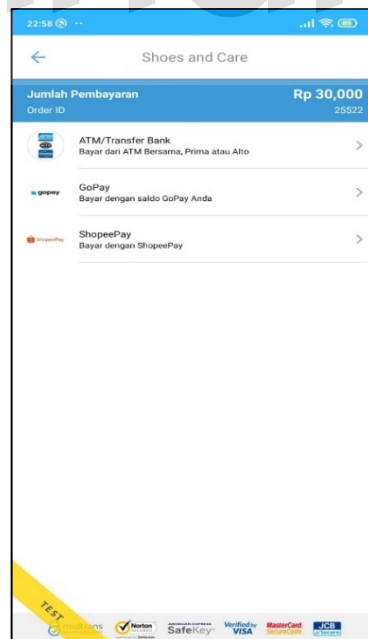 22:58
Shoes and Care
Jumlah Pembayaran Rp 30,000
Order ID 25522
ATM/Transfer Bank
Bayar dari ATM Bersama, Prima atau Alto
gopay
GoPay
Bayar dengan saldo GoPay Anda
ShopeePay
ShopeePay
Bayar dengan ShopeePay
TEST
Norton
AMERICAN EXPRESS
SafeKey
Verified by
VISA
MasterCard
SecureCode
JCB